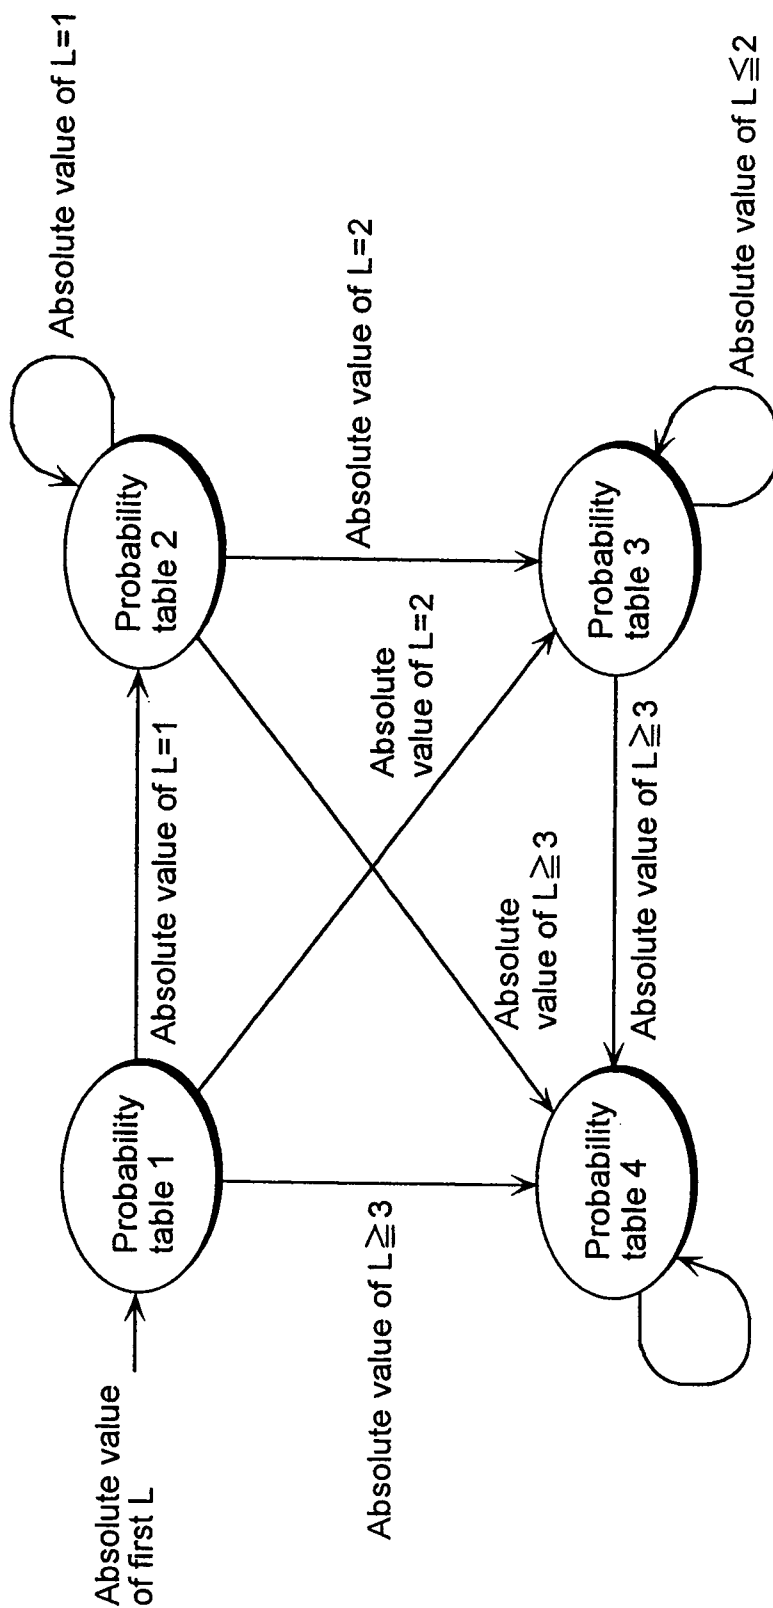 Absolute value
of first L
Probability
table 1
Absolute value of L=1
Probability
table 2
Absolute value of L=1
Absolute value of L≧3
Absolute
value of L=2
Absolute
value of L≧3
Absolute value of L=2
Probability
table 4
Absolute value of L≧3
Probability
table 3
Absolute value of L≦2